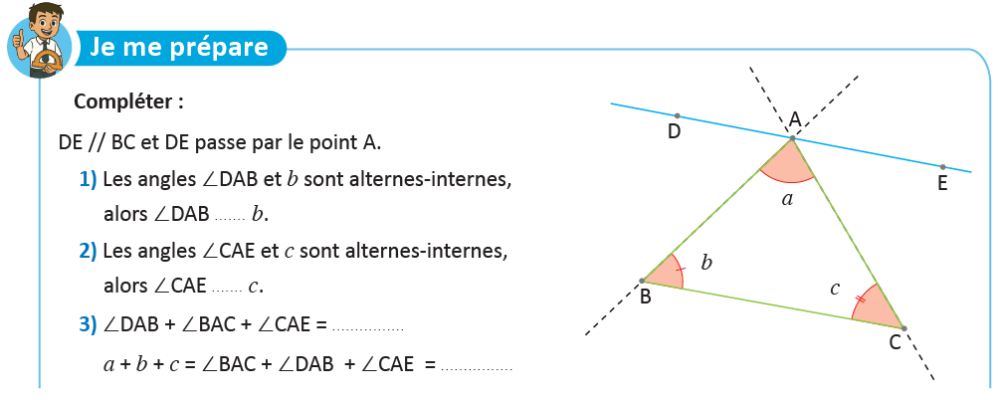 Je me prépare
Compléter :
DE // BC et DE passe par le point A.
1) Les angles ∠DAB et b sont alternes-internes,
alors ∠DAB ....... b.
2) Les angles ∠CAE et c sont alternes-internes,
alors ∠CAE ....... c.
3) ∠DAB + ∠BAC + ∠CAE = ................
a + b + c = ∠BAC + ∠DAB + ∠CAE = ................
A
D
E
a
b
B
c
C